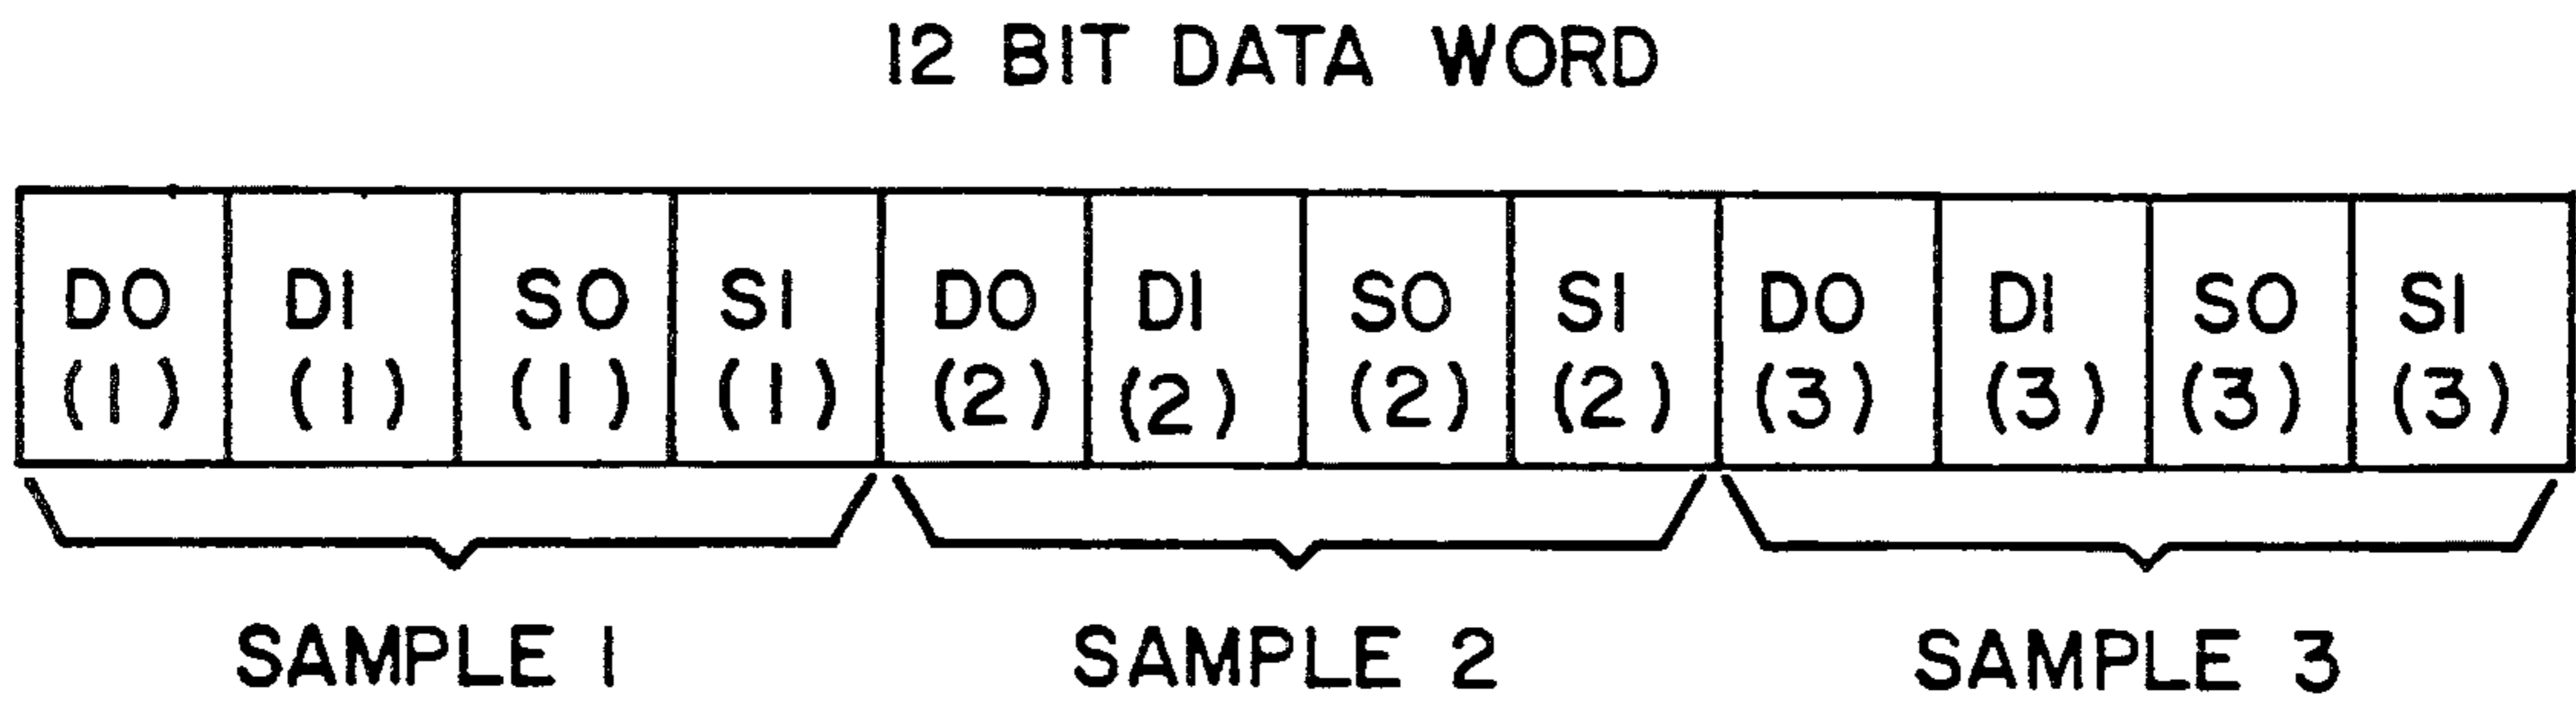 12 BIT DATA WORD
DO DI SO SI DO DI SO SI DO DI SO SI
(1) (1) (1) (1) (2) (2) (2) (2) (3) (3) (3) (3)
SAMPLE 1 SAMPLE 2 SAMPLE 3